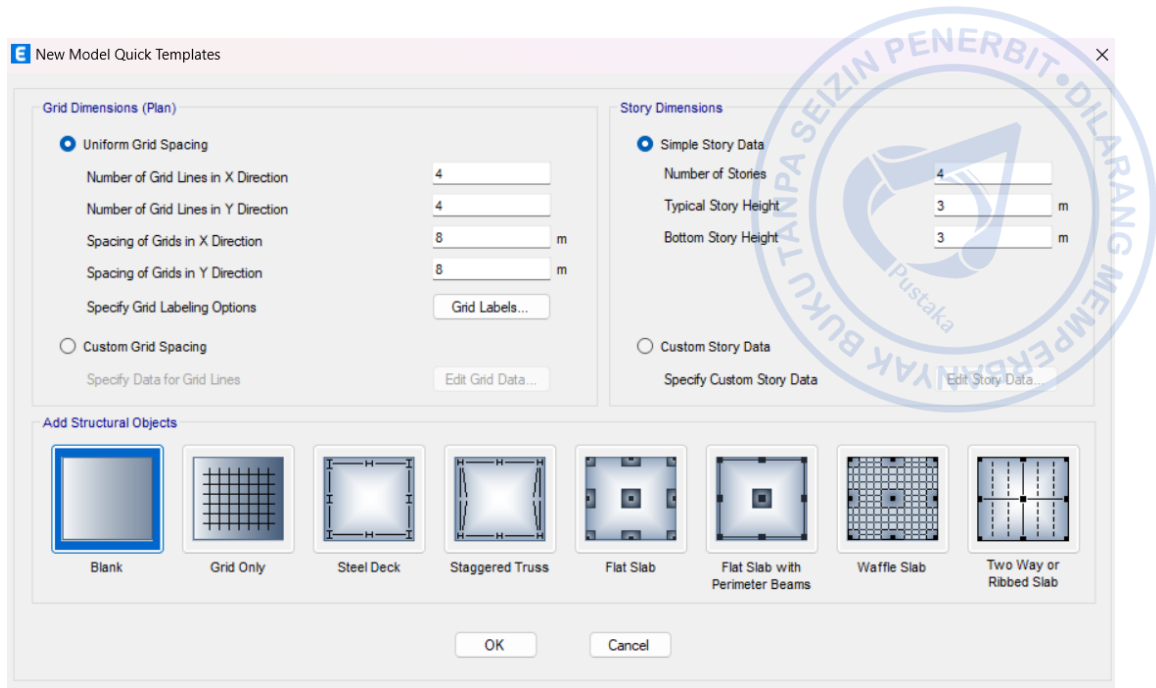 New Model Quick Templates
Grid Dimensions (Plan)
Uniform Grid Spacing
Number of Grid Lines in X Direction 4
Number of Grid Lines in Y Direction 4
Spacing of Grids in X Direction 8 m
Spacing of Grids in Y Direction 8 m
Specify Grid Labeling Options Grid Labels...
Custom Grid Spacing
Specify Data for Grid Lines Edit Grid Data...
Story Dimensions
Simple Story Data
Number of Stories 4
Typical Story Height 3 m
Bottom Story Height 3 m
Custom Story Data
Specify Custom Story Data Edit Story Data...
Add Structural Objects
Blank
Grid Only
Steel Deck
Staggered Truss
Flat Slab
Flat Slab with
Perimeter Beams
Waffle Slab
Two Way or
Ribbed Slab
OK
Cancel
DILARANG MEMPERBANYAK BUKU TANPA SEIZIN PENERBIT
Pustaka